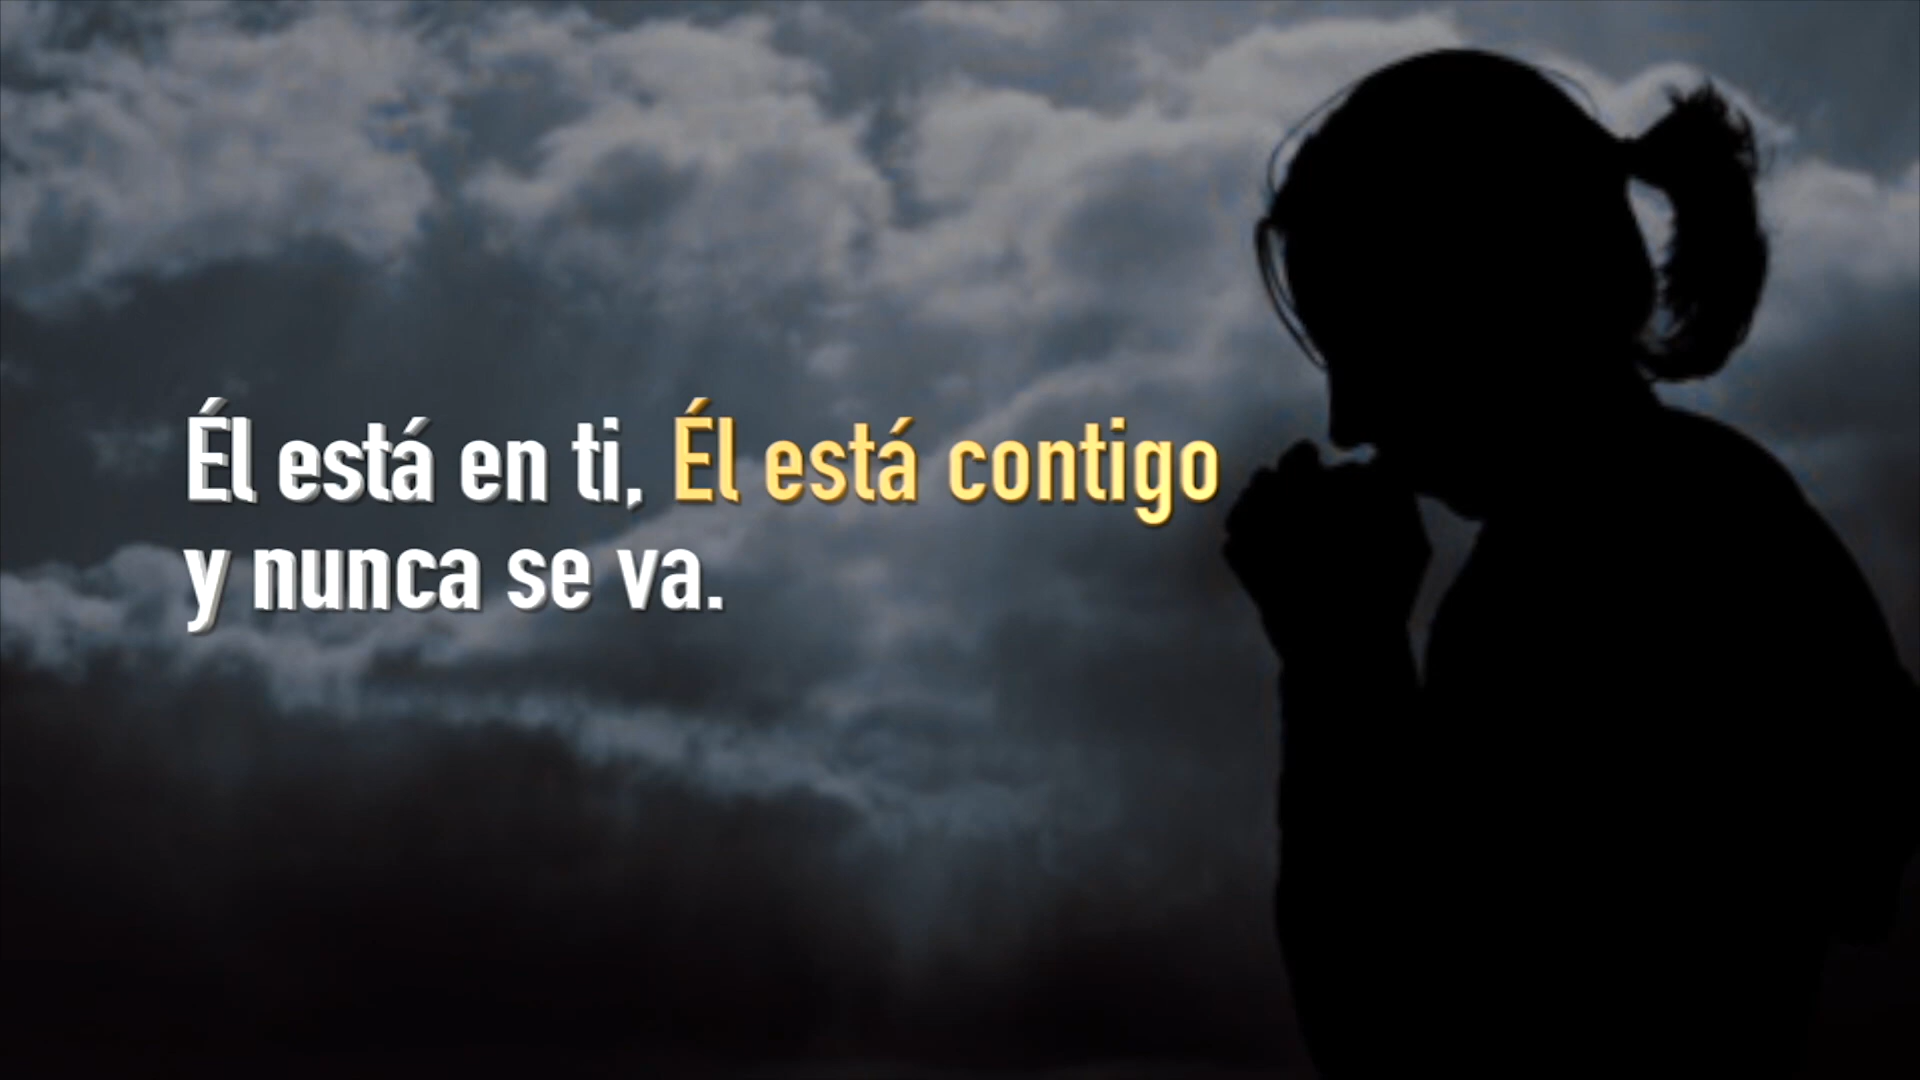 Él está en ti, Él está contigo
y nunca se va.